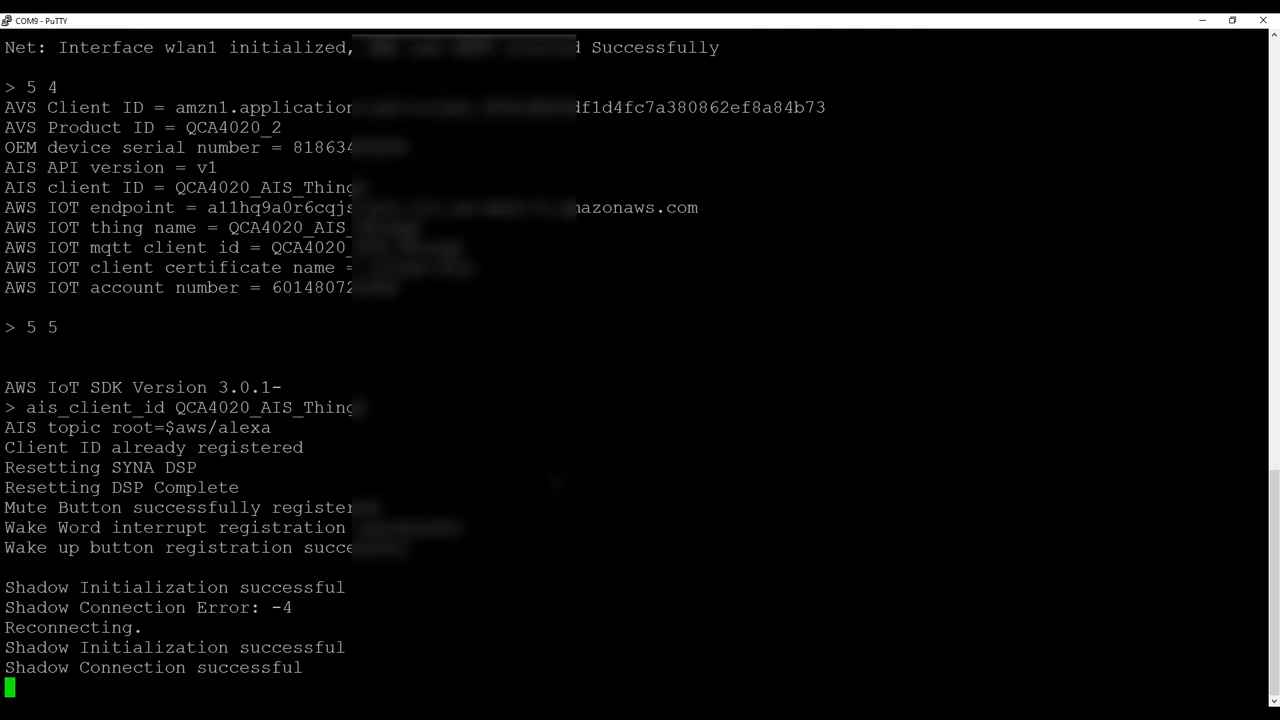 COM9 - PuTTY
Net: Interface wlan1 initialized, Successfully
> 5 4
AVS Client ID = amzn1.application df1d4fc7a380862ef8a84b73
AVS Product ID = QCA4020_2
OEM device serial number = 818634
AIS API version = v1
AIS client ID = QCA4020_AIS_Thing
AWS IOT endpoint = a11hq9a0r6cqjs mazonaws.com
AWS IOT thing name = QCA4020_AIS_
AWS IOT mqtt client id = QCA4020_
AWS IOT client certificate name =
AWS IOT account number = 60148072
> 5 5
AWS IoT SDK Version 3.0.1-
> ais_client_id QCA4020_AIS_Thing
AIS topic root=$aws/alexa
Client ID already registered
Resetting SYNA DSP
Resetting DSP Complete
Mute Button successfully register
Wake Word interrupt registration
Wake up button registration succe
Shadow Initialization successful
Shadow Connection Error: -4
Reconnecting.
Shadow Initialization successful
Shadow Connection successful